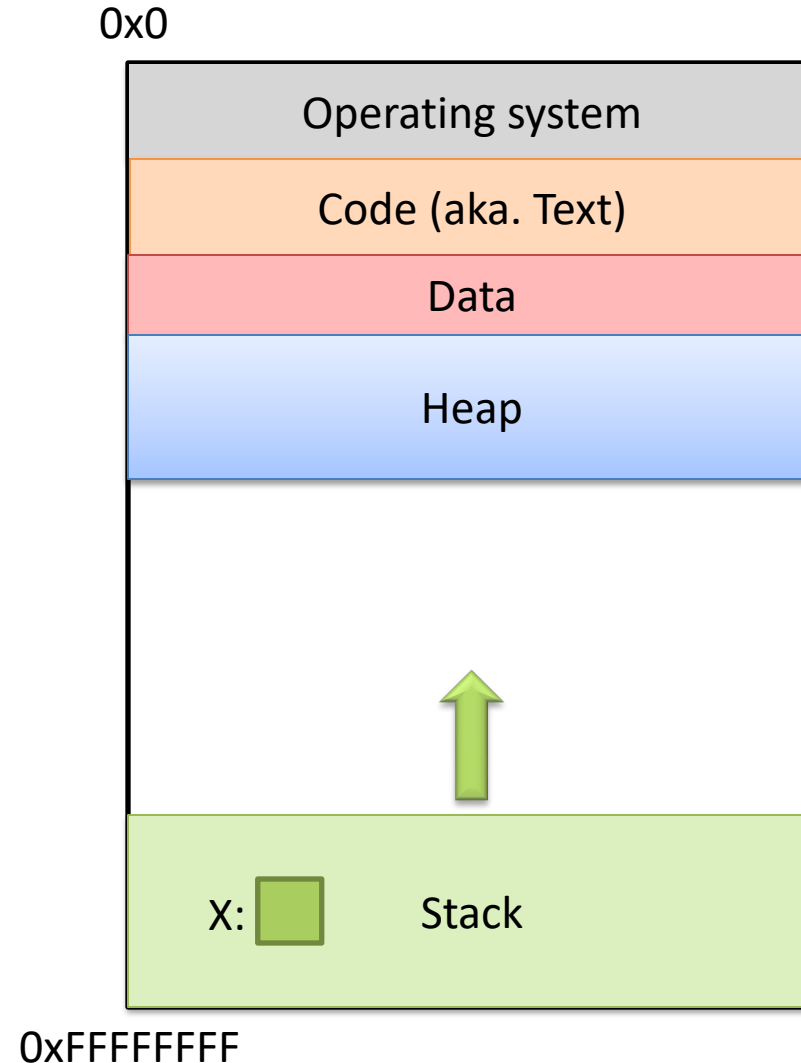 0x0
Operating system
Code (aka. Text)
Data
Heap
X: Stack
0xFFFFFFFF